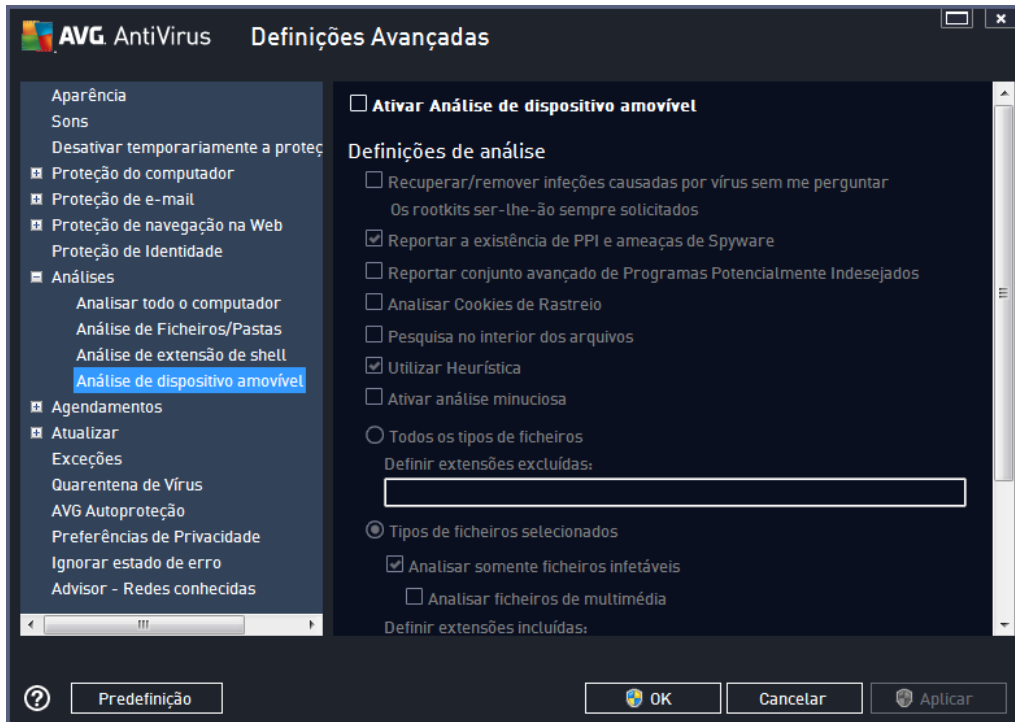 AVG AntiVirus Definições Avançadas
Aparência
Sons
Desativar temporariamente a proteç
Proteção do computador
Proteção de e-mail
Proteção de navegação na Web
Proteção de Identidade
Análises
Analisar todo o computador
Análise de Ficheiros/Pastas
Análise de extensão de shell
Análise de dispositivo amovível
Agendamentos
Atualizar
Exceções
Quarentena de Vírus
AVG Autoproteção
Preferências de Privacidade
Ignorar estado de erro
Advisor - Redes conhecidas
Ativar Análise de dispositivo amovível
Definições de análise
Recuperar/remover infeções causadas por vírus sem me perguntar
Os rootkits ser-lhe-ão sempre solicitados
Reportar a existência de PPI e ameaças de Spyware
Reportar conjunto avançado de Programas Potencialmente Indesejados
Analisar Cookies de Rastreio
Pesquisa no interior dos arquivos
Utilizar Heurística
Ativar análise minuciosa
Todos os tipos de ficheiros
Definir extensões excluídas:
Tipos de ficheiros selecionados
Analisar somente ficheiros infetáveis
Analisar ficheiros de multimédia
Definir extensões incluídas:
Predefinição
OK
Cancelar
Aplicar